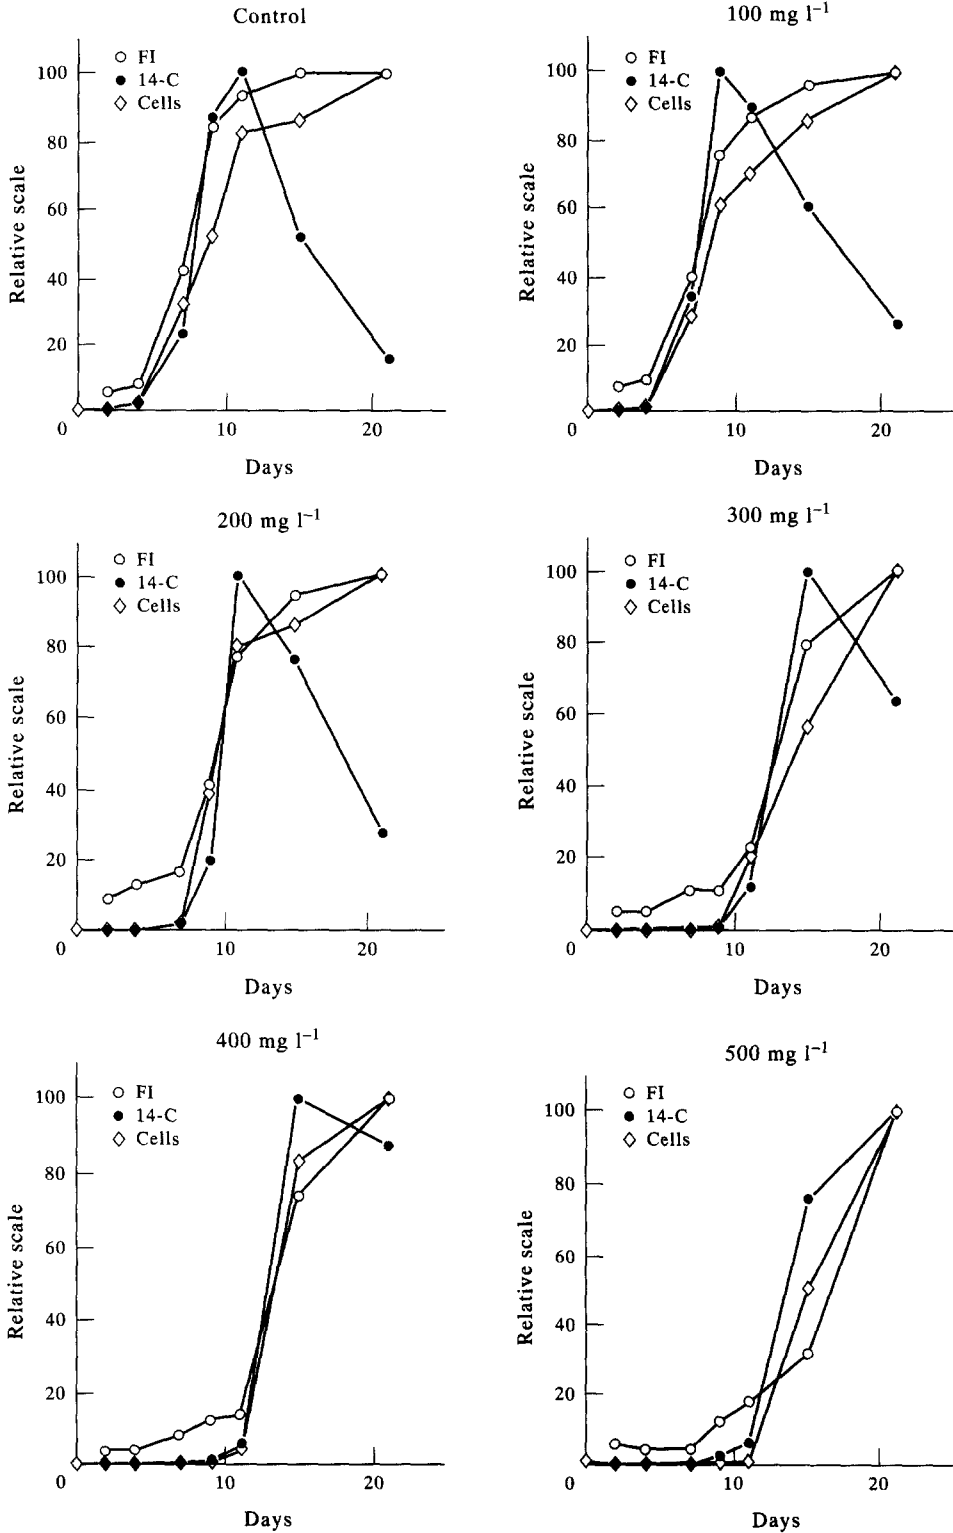 Control
FI
14-C
Cells
100
80
60
40
20
0
10
20
Relative scale
Days
100 mg l⁻¹
FI
14-C
Cells
100
80
60
40
20
0
10
20
Relative scale
Days
200 mg l⁻¹
FI
14-C
Cells
100
80
60
40
20
0
10
20
Relative scale
Days
300 mg l⁻¹
FI
14-C
Cells
100
80
60
40
20
0
10
20
Relative scale
Days
400 mg l⁻¹
FI
14-C
Cells
100
80
60
40
20
0
10
20
Relative scale
Days
500 mg l⁻¹
FI
14-C
Cells
100
80
60
40
20
0
10
20
Relative scale
Days